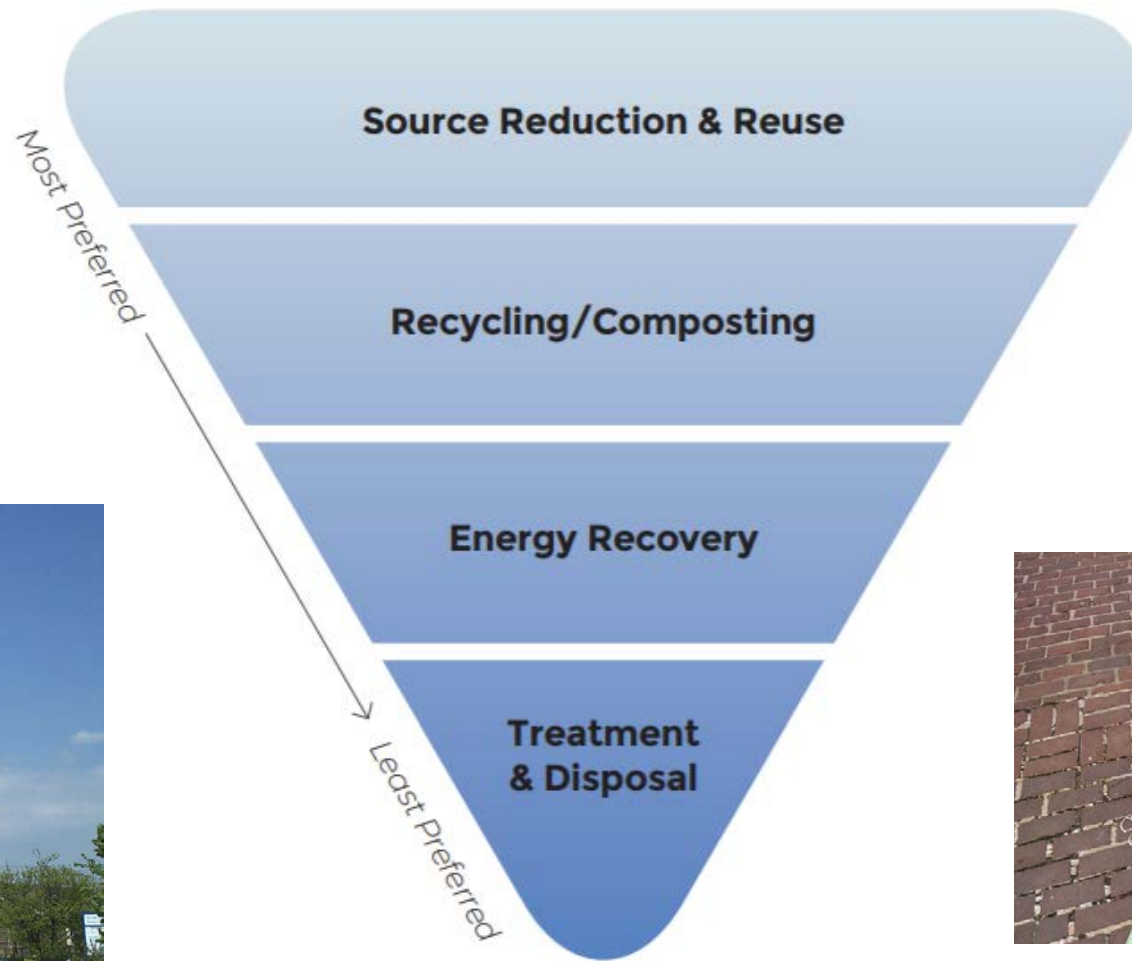 Source Reduction & Reuse
Most Preferred
Recycling/Composting
Energy Recovery
Treatment
& Disposal
Least Preferred